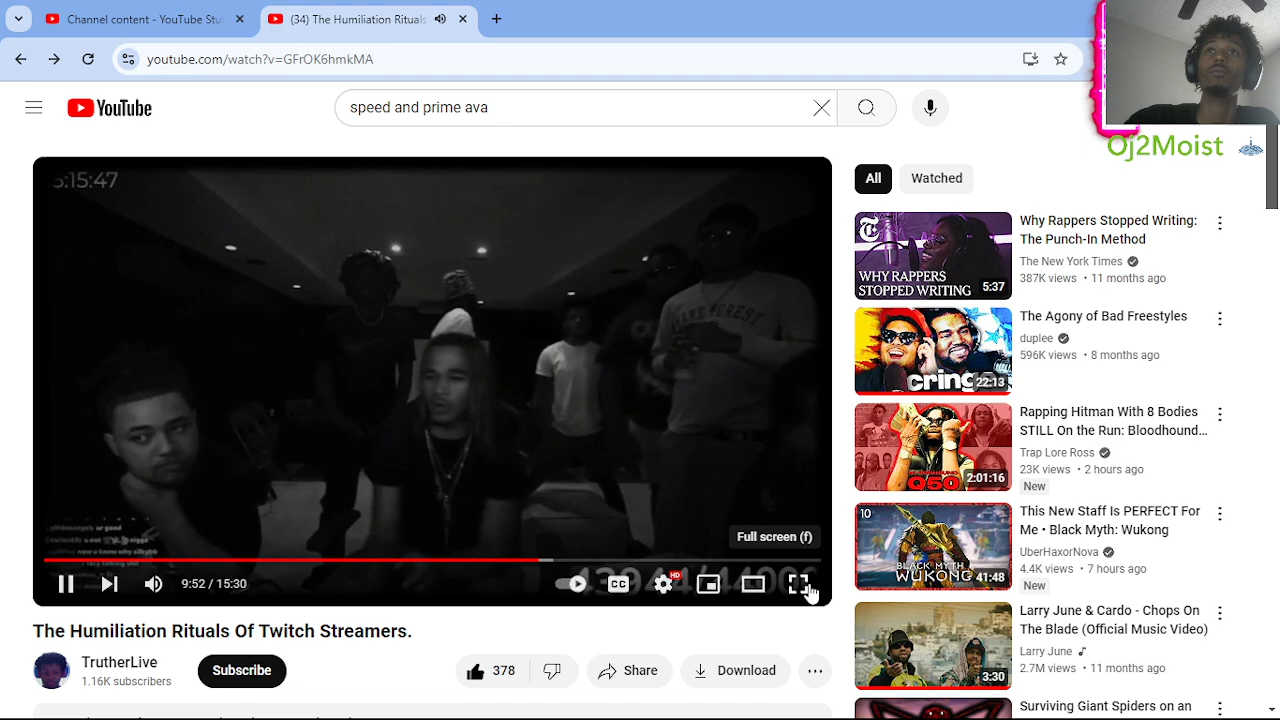 Channel content - YouTube Stu
(34) The Humiliation Rituals
youtube.com/watch?v=GFrOK6hmkMA
YouTube
speed and prime ava
Oj2Moist
5:15:47
ur good
9:52 / 15:30
CC
HD
(f)
The Humiliation Rituals Of Twitch Streamers.
TrutherLive
1.16K subscribers
Subscribe
378
Share
Download
All
Watched
WHY RAPPERS
STOPPED WRITING
5:37
Why Rappers Stopped Writing:
The Punch-In Method
The New York Times
387K views • 11 months ago
cring
22:13
The Agony of Bad Freestyles
duplee
596K views • 8 months ago
Q50
2:01:16
Rapping Hitman With 8 Bodies
STILL On the Run: Bloodhound...
Trap Lore Ross
23K views • 2 hours ago
New
10
BLACK MYTH
WUKONG
41:48
This New Staff Is PERFECT For
Me • Black Myth: Wukong
UberHaxorNova
4.4K views • 7 hours ago
New
3:30
Larry June & Cardo - Chops On
The Blade (Official Music Video)
Larry June
2.7M views • 11 months ago
Surviving Giant Spiders on an